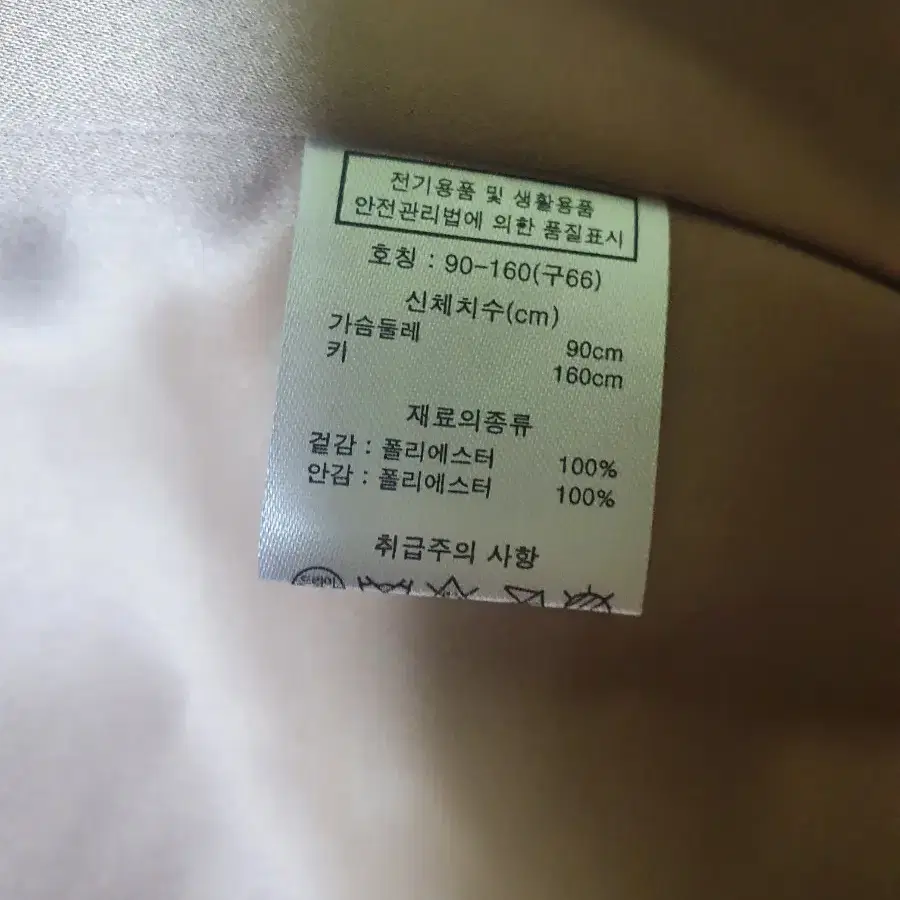 전기용품 및 생활용품
안전관리법에 의한 품질표시
호칭 : 90-160(구66)
신체치수(cm)
가슴둘레 90cm
키 160cm
재료의종류
겉감 : 폴리에스터 100%
안감 : 폴리에스터 100%
취급주의 사항